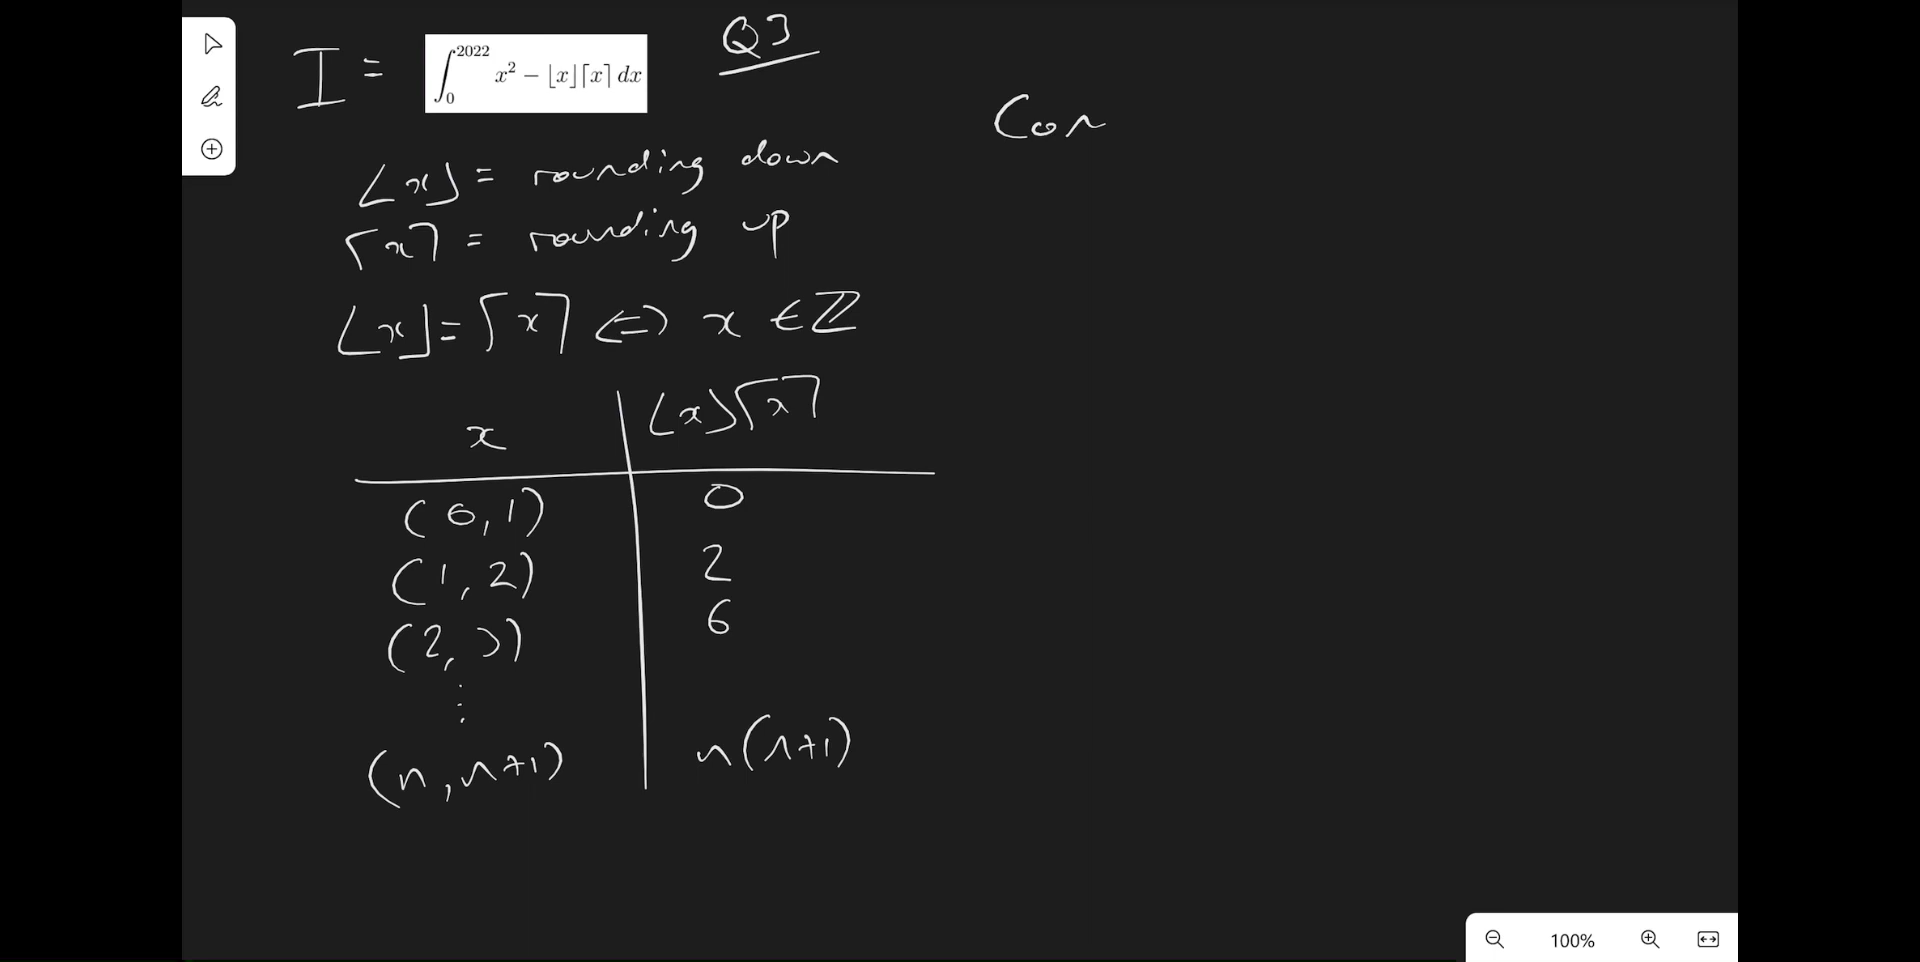 I = ∫₀²⁰²² x² − ⌊x⌋⌈x⌉ dx
Q3
⌊x⌋ = rounding down
⌈x⌉ = rounding up
⌊x⌋ = ⌈x⌉ ⇔ x ∈ ℤ
x ⌊x⌋⌈x⌉
(0,1) 0
(1,2) 2
(2,3) 6
⋮
(n,n+1) n(n+1)
Con
100%